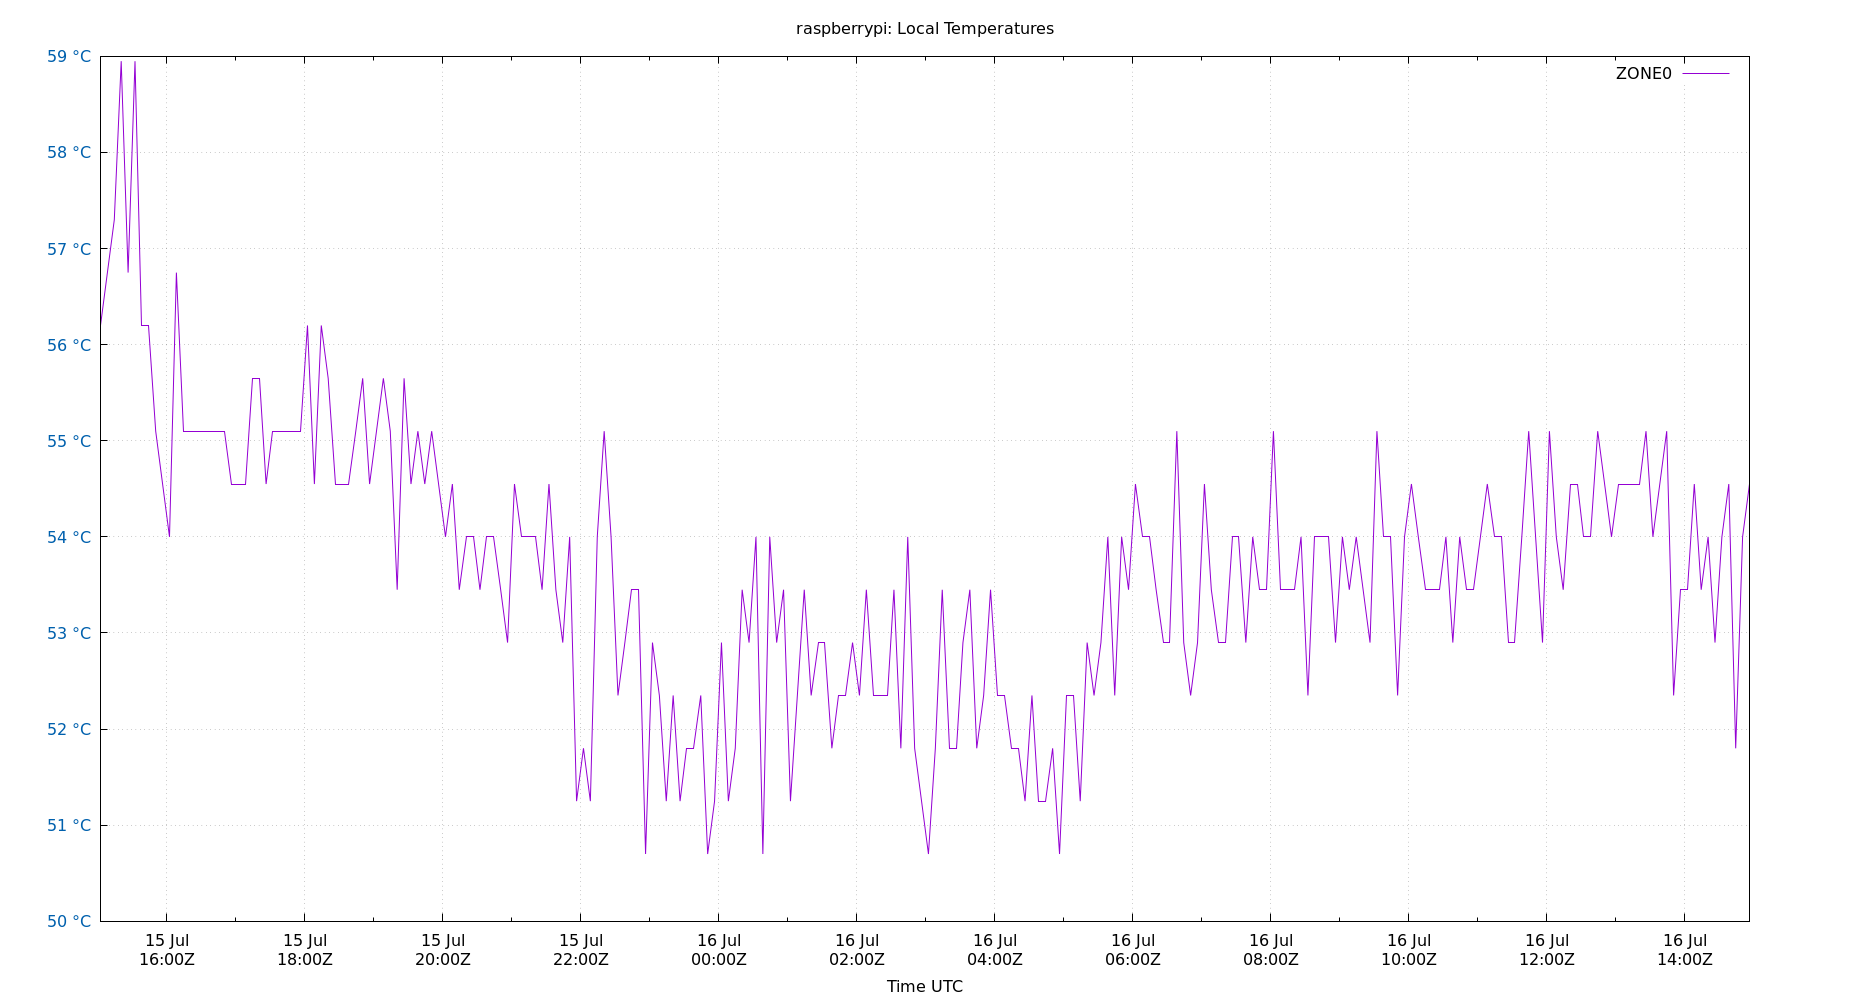 raspberrypi: Local Temperatures
ZONE0
59 °C
58 °C
57 °C
56 °C
55 °C
54 °C
53 °C
52 °C
51 °C
50 °C
15 Jul 15 Jul 15 Jul 15 Jul 16 Jul 16 Jul 16 Jul 16 Jul 16 Jul 16 Jul 16 Jul 16 Jul
16:00Z 18:00Z 20:00Z 22:00Z 00:00Z 02:00Z 04:00Z 06:00Z 08:00Z 10:00Z 12:00Z 14:00Z
Time UTC